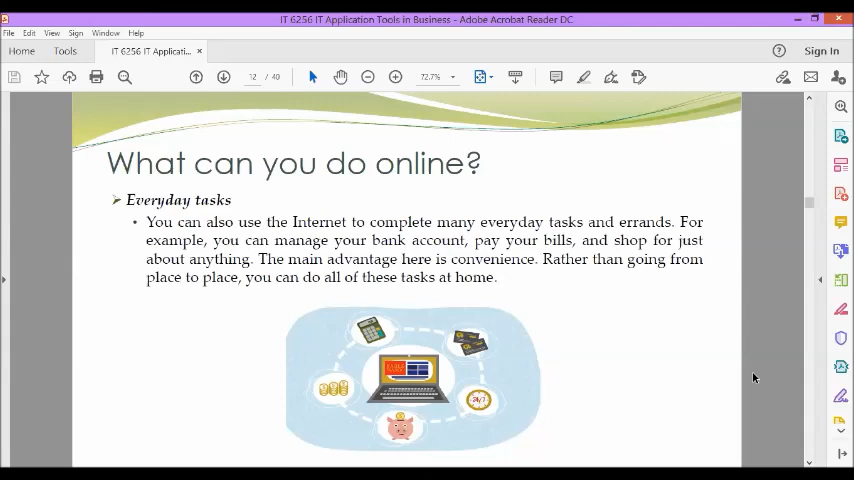 IT 6256 IT Application Tools in Business - Adobe Acrobat Reader DC
File Edit View Sign Window Help
Home Tools IT 6256 IT Applicati... × Sign In
12 / 40 72.7%
What can you do online?
Everyday tasks
• You can also use the Internet to complete many everyday tasks and errands. For
example, you can manage your bank account, pay your bills, and shop for just
about anything. The main advantage here is convenience. Rather than going from
place to place, you can do all of these tasks at home.
24/7